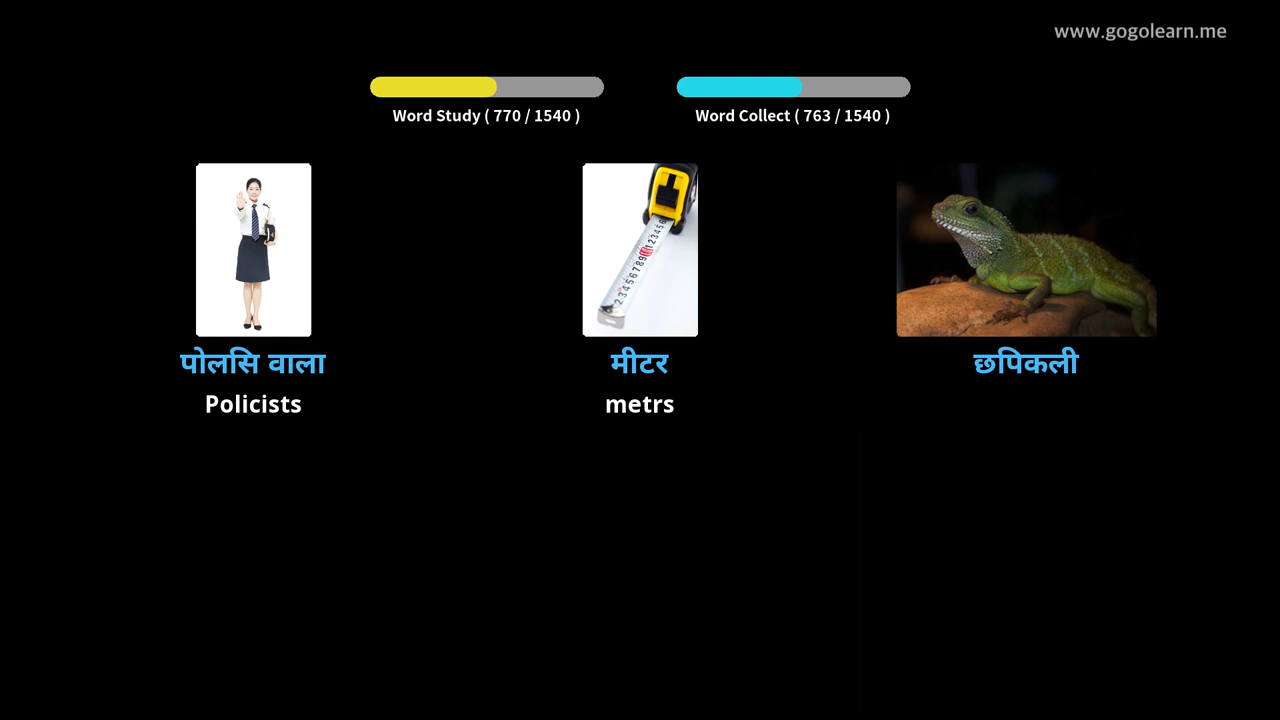 www.gogolearn.me
Word Study ( 770 / 1540 )
Word Collect ( 763 / 1540 )
पोलसि वाला
मीटर
छपिकली
Policists
metrs